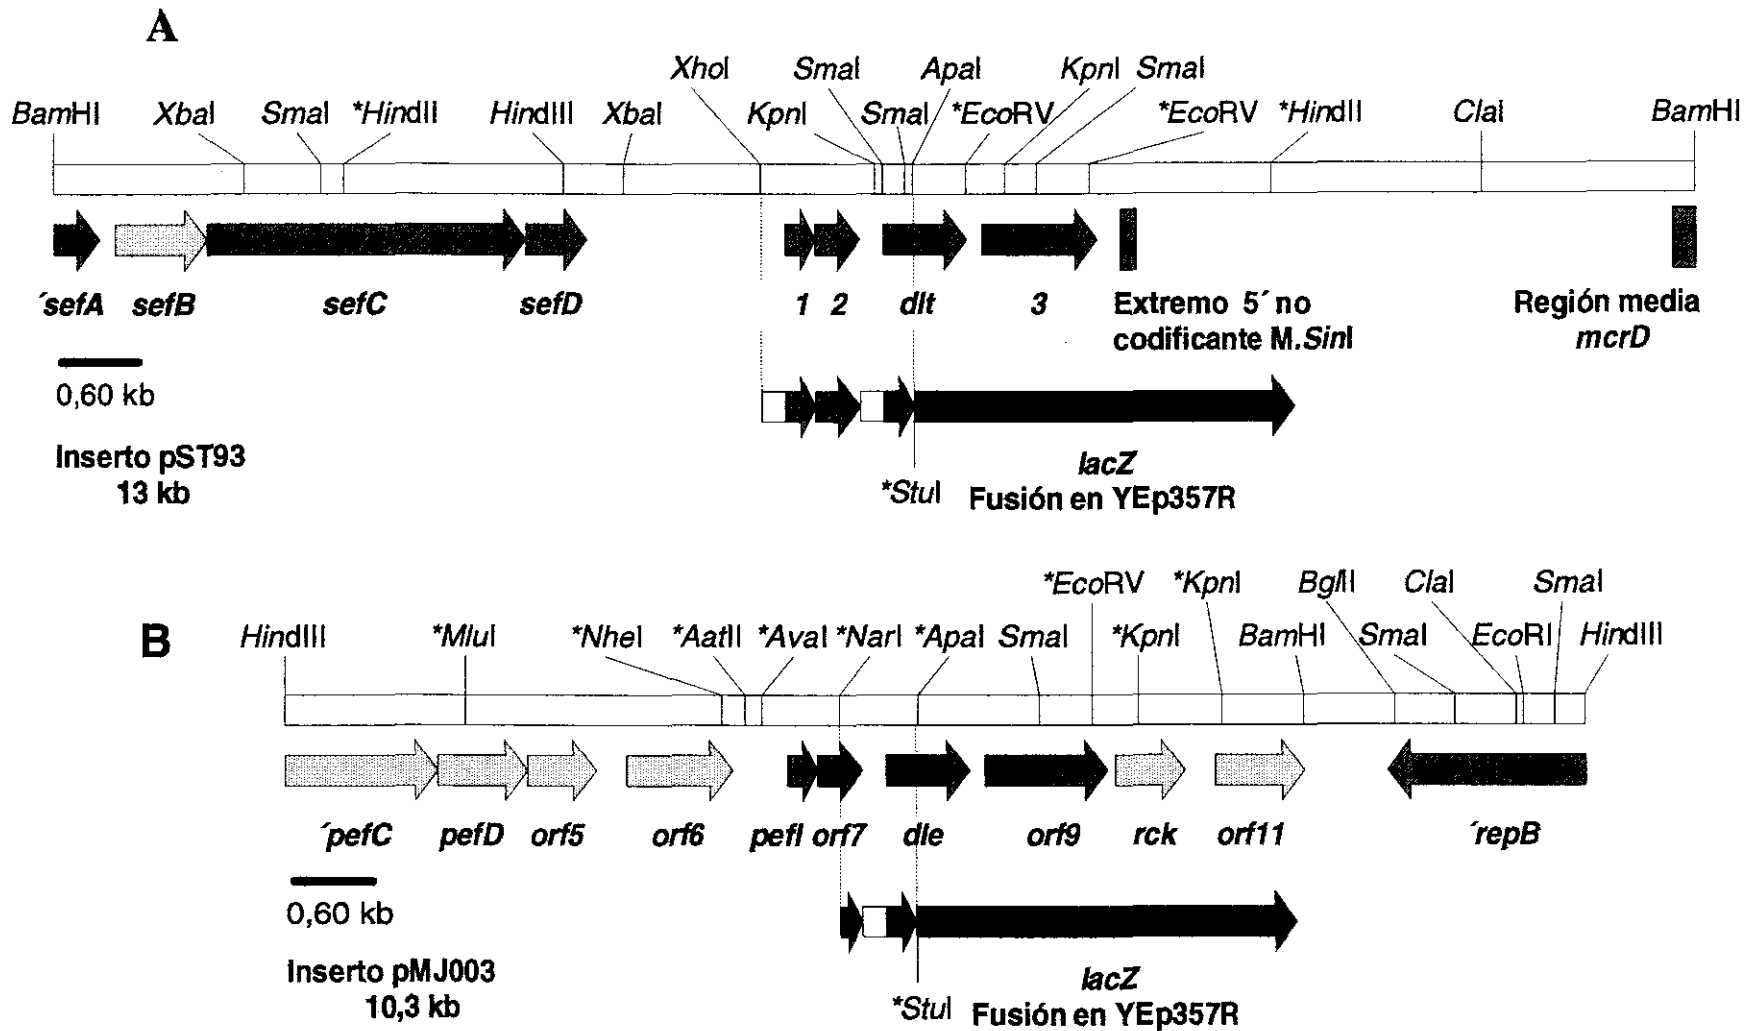 A
XhoI SmaI ApaI KpnI SmaI
BamHI XbaI SmaI *HindII HindIII XbaI KpnI SmaI *EcoRV *EcoRV *HindII ClaI BamHI
´sefA sefB sefC sefD 1 2 dlt 3 Extremo 5´ no Región media
codificante M.SinI mcrD
0,60 kb
Inserto pST93
13 kb
lacZ
*StuI Fusión en YEp357R
*EcoRV *KpnI BglII ClaI SmaI
B HindIII *MluI *NheI *AatII *AvaI *NarI *ApaI SmaI *KpnI BamHI SmaI EcoRI HindIII
´pefC pefD orf5 orf6 pefI orf7 dle orf9 rck orf11 ´repB
0,60 kb
Inserto pMJ003
10,3 kb
lacZ
*StuI Fusión en YEp357R